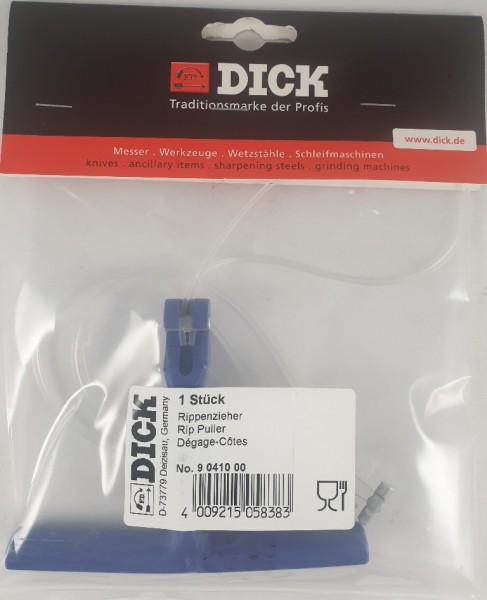 DICK
Traditionsmarke der Profis
www.dick.de
Messer . Werkzeuge . Wetzstähle . Schleifmaschinen
knives . ancillary items . sharpening steels . grinding machines
DICK
D-73779 Deizisau, Germany
1 Stück
Rippenzieher
Rip Puller
Dégage-Côtes
No. 9 0410 00
4 009215 058383